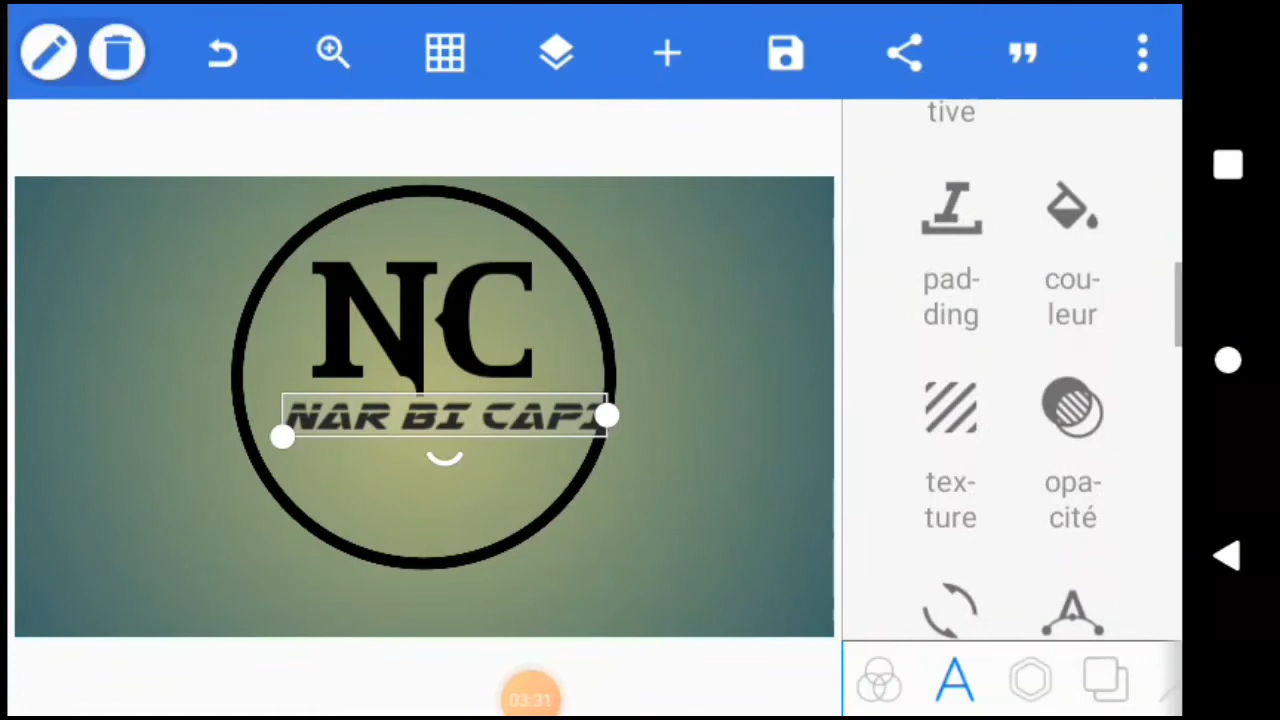 tive
pad-
ding
cou-
leur
tex-
ture
opa-
cité
NC
NAR BI CAPI
03:31